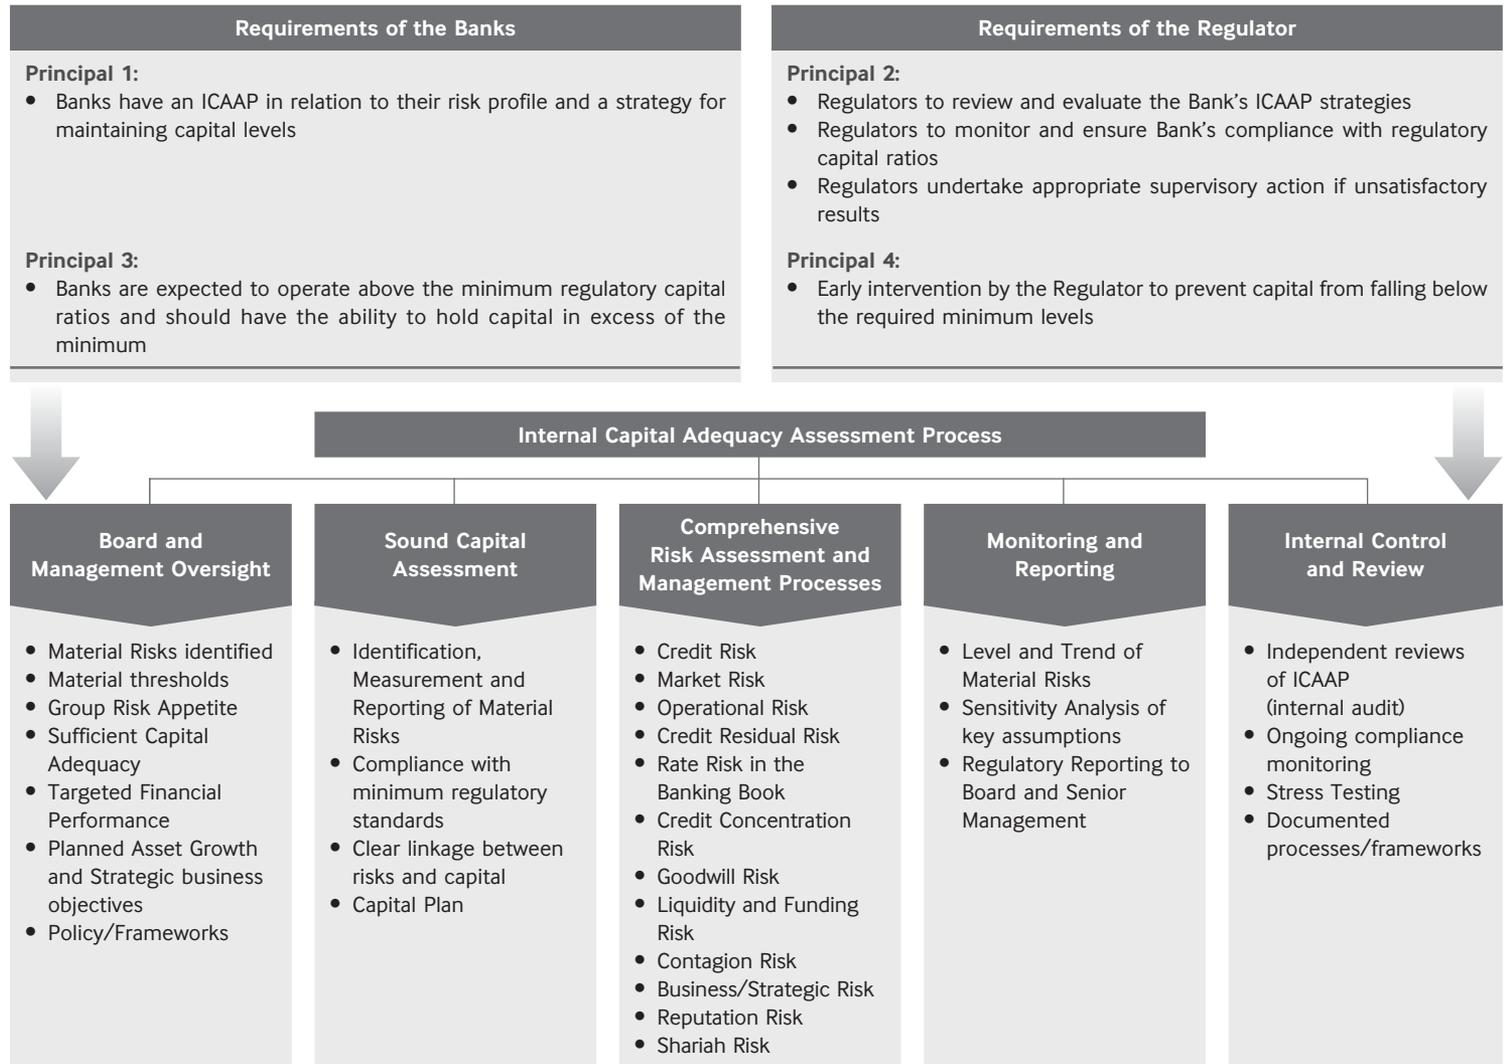 Requirements of the Banks
Principal 1:
• Banks have an ICAAP in relation to their risk profile and a strategy for
maintaining capital levels
Principal 3:
• Banks are expected to operate above the minimum regulatory capital
ratios and should have the ability to hold capital in excess of the
minimum
Requirements of the Regulator
Principal 2:
• Regulators to review and evaluate the Bank’s ICAAP strategies
• Regulators to monitor and ensure Bank’s compliance with regulatory
capital ratios
• Regulators undertake appropriate supervisory action if unsatisfactory
results
Principal 4:
• Early intervention by the Regulator to prevent capital from falling below
the required minimum levels
Internal Capital Adequacy Assessment Process
Board and
Management Oversight
• Material Risks identified
• Material thresholds
• Group Risk Appetite
• Sufficient Capital
Adequacy
• Targeted Financial
Performance
• Planned Asset Growth
and Strategic business
objectives
• Policy/Frameworks
Sound Capital
Assessment
• Identification,
Measurement and
Reporting of Material
Risks
• Compliance with
minimum regulatory
standards
• Clear linkage between
risks and capital
• Capital Plan
Comprehensive
Risk Assessment and
Management Processes
• Credit Risk
• Market Risk
• Operational Risk
• Credit Residual Risk
• Rate Risk in the
Banking Book
• Credit Concentration
Risk
• Goodwill Risk
• Liquidity and Funding
Risk
• Contagion Risk
• Business/Strategic Risk
• Reputation Risk
• Shariah Risk
Monitoring and
Reporting
• Level and Trend of
Material Risks
• Sensitivity Analysis of
key assumptions
• Regulatory Reporting to
Board and Senior
Management
Internal Control
and Review
• Independent reviews
of ICAAP
(internal audit)
• Ongoing compliance
monitoring
• Stress Testing
• Documented
processes/frameworks